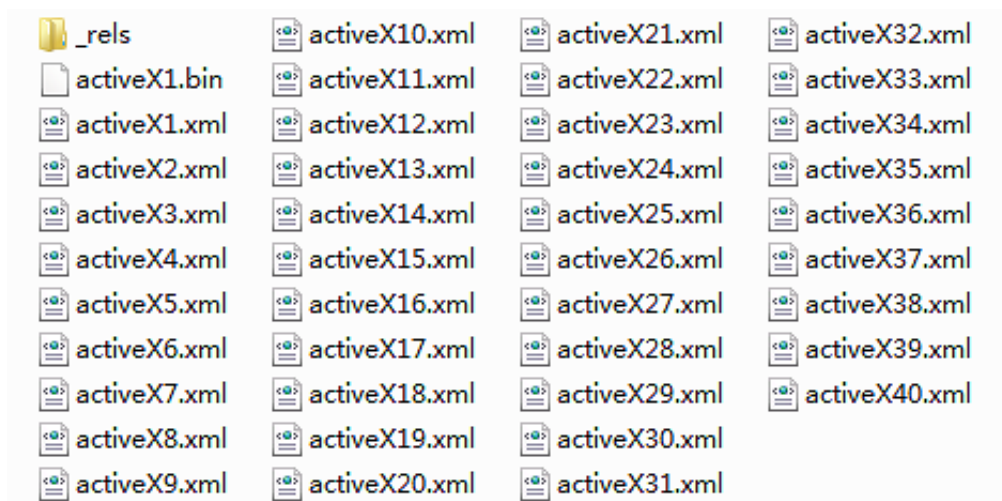 _rels
activeX1.bin
activeX1.xml
activeX2.xml
activeX3.xml
activeX4.xml
activeX5.xml
activeX6.xml
activeX7.xml
activeX8.xml
activeX9.xml
activeX10.xml
activeX11.xml
activeX12.xml
activeX13.xml
activeX14.xml
activeX15.xml
activeX16.xml
activeX17.xml
activeX18.xml
activeX19.xml
activeX20.xml
activeX21.xml
activeX22.xml
activeX23.xml
activeX24.xml
activeX25.xml
activeX26.xml
activeX27.xml
activeX28.xml
activeX29.xml
activeX30.xml
activeX31.xml
activeX32.xml
activeX33.xml
activeX34.xml
activeX35.xml
activeX36.xml
activeX37.xml
activeX38.xml
activeX39.xml
activeX40.xml